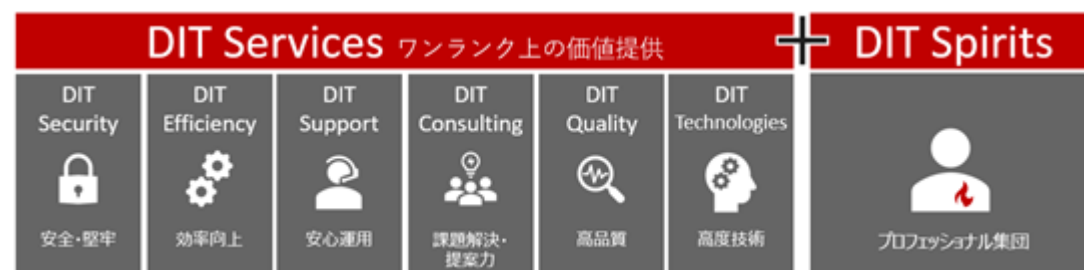 DIT Services ワンランク上の価値提供
+
DIT Spirits
DIT
Security
安全・堅牢
DIT
Efficiency
効率向上
DIT
Support
安心運用
DIT
Consulting
課題解決・
提案力
DIT
Quality
高品質
DIT
Technologies
高度技術
プロフェッショナル集団